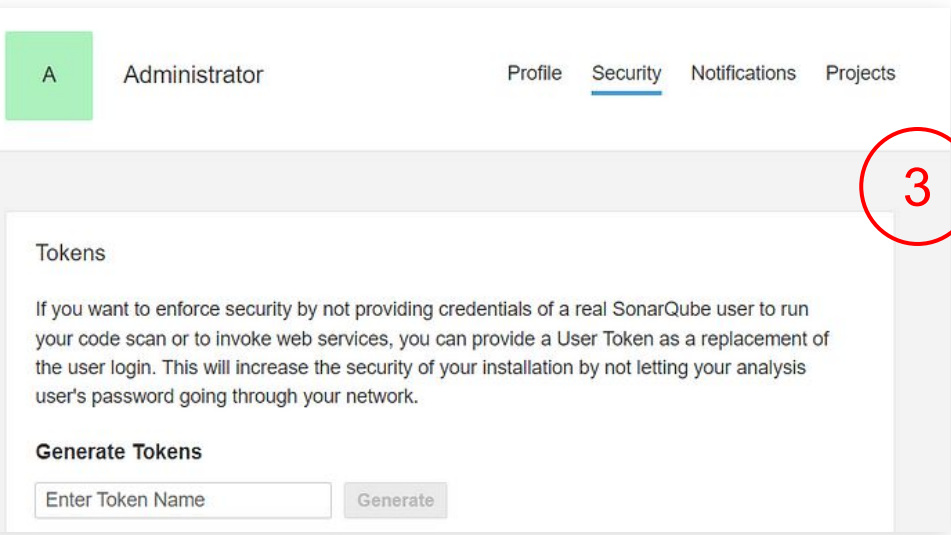 A
Administrator
Profile Security Notifications Projects
3
Tokens
If you want to enforce security by not providing credentials of a real SonarQube user to run
your code scan or to invoke web services, you can provide a User Token as a replacement of
the user login. This will increase the security of your installation by not letting your analysis
user's password going through your network.
Generate Tokens
Enter Token Name
Generate